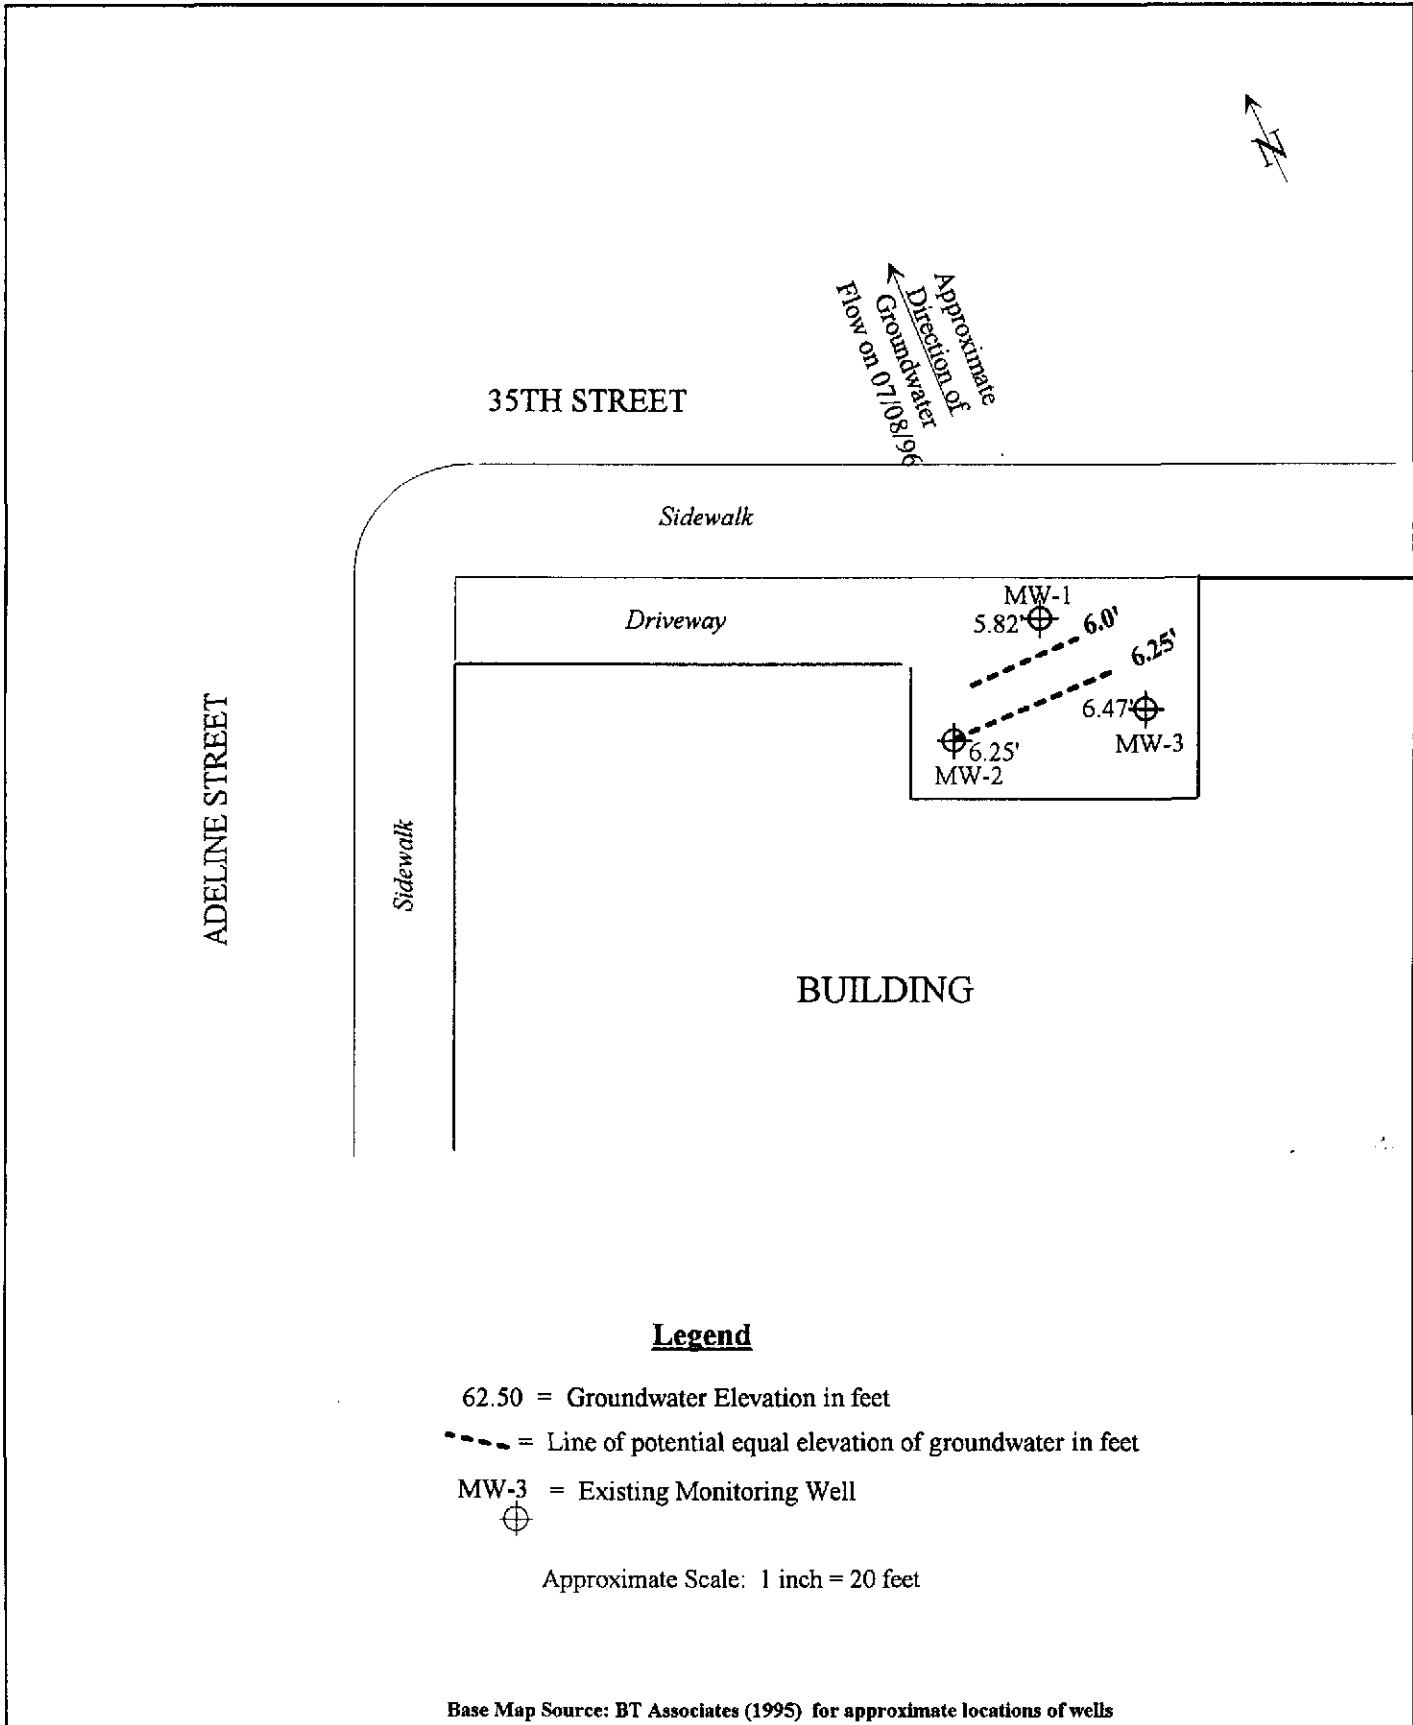 N
Approximate
Direction of
Groundwater
Flow on 07/08/96
35TH STREET
Sidewalk
Driveway
MW-1
5.82'
6.0'
6.25'
6.47'
MW-3
6.25'
MW-2
ADELINE STREET
Sidewalk
BUILDING
Legend
62.50 = Groundwater Elevation in feet
= Line of potential equal elevation of groundwater in feet
MW-3 = Existing Monitoring Well
Approximate Scale: 1 inch = 20 feet
Base Map Source: BT Associates (1995) for approximate locations of wells